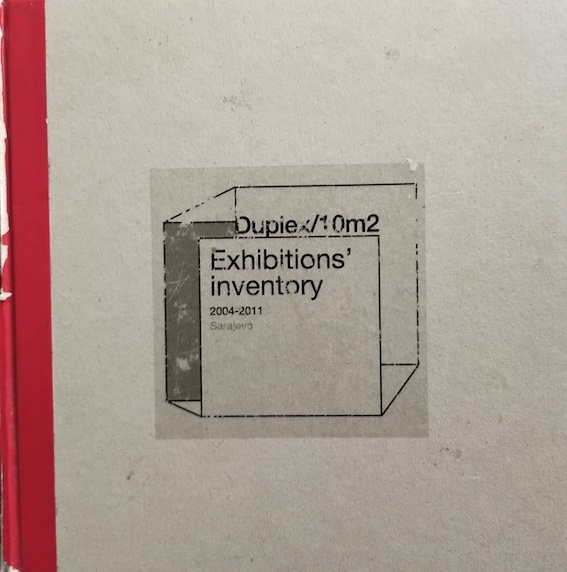 Duplex/10m2
Exhibitions'
inventory
2004-2011
Sarajevo